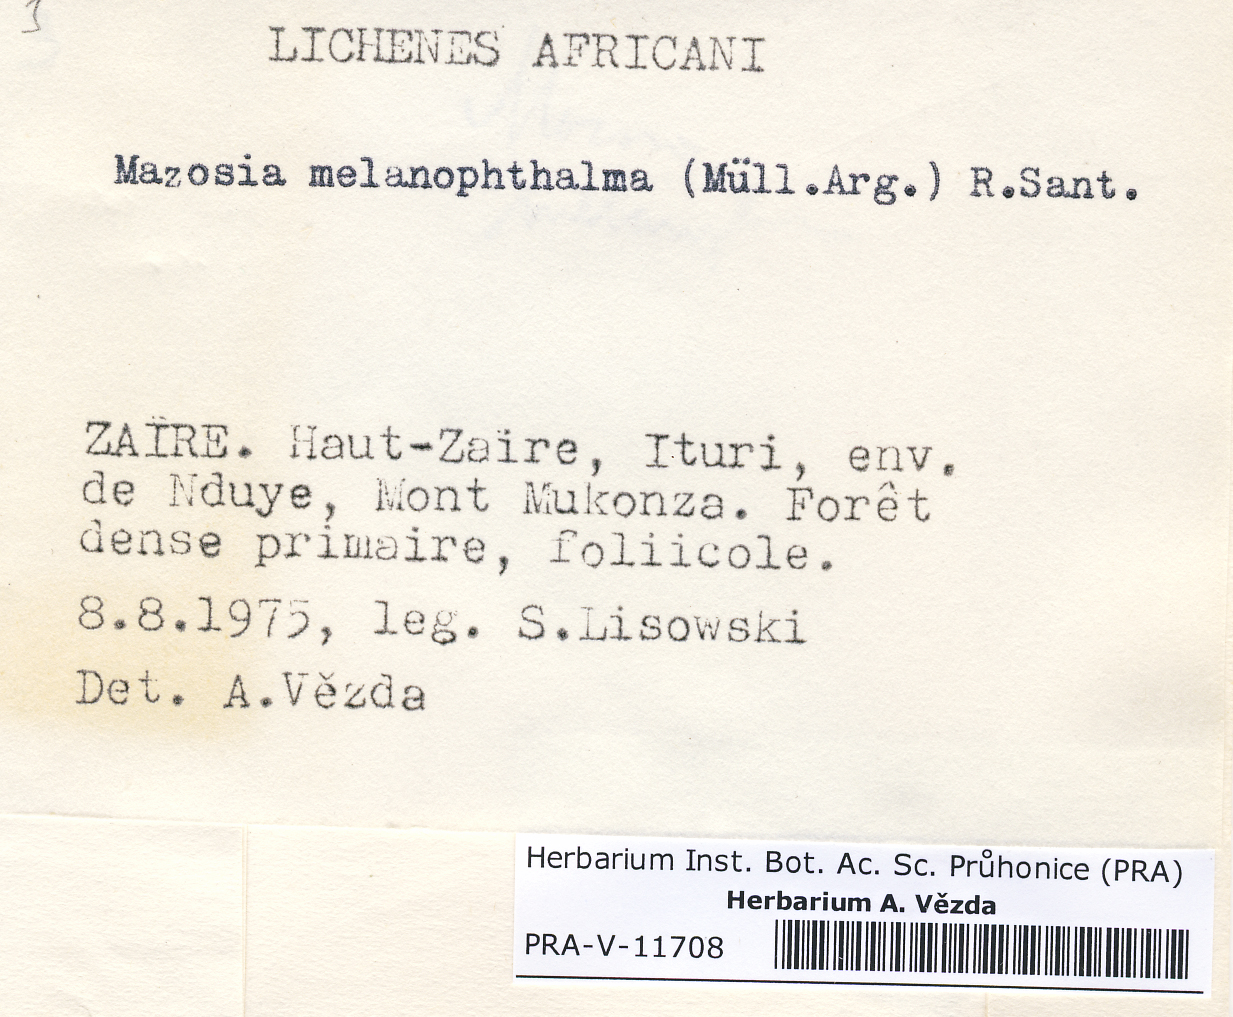 LICHENES AFRICANI
Mazosia melanophthalma (Müll.Arg.) R.Sant.
ZAÏRE. Haut-Zaïre, Ituri, env.
de Nduye, Mont Mukonza. Forêt
dense primaire, foliicole.
8.8.1975, leg. S.Lisowski
Det. A.Vězda
Herbarium Inst. Bot. Ac. Sc. Průhonice (PRA)
Herbarium A. Vězda
PRA-V-11708